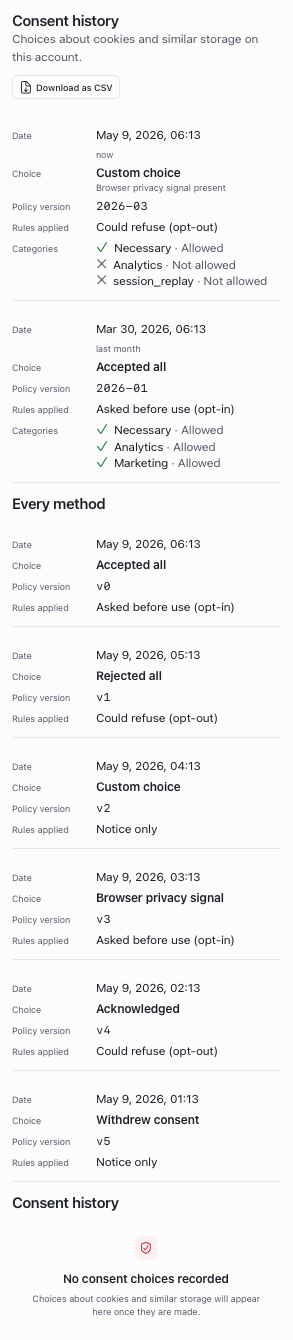 Consent history
Choices about cookies and similar storage on
this account.
Download as CSV
Date May 9, 2026, 06:13
now
Choice Custom choice
Browser privacy signal present
Policy version 2026-03
Rules applied Could refuse (opt-out)
Categories Necessary · Allowed
Analytics · Not allowed
session_replay · Not allowed
Date Mar 30, 2026, 06:13
last month
Choice Accepted all
Policy version 2026-01
Rules applied Asked before use (opt-in)
Categories Necessary · Allowed
Analytics · Allowed
Marketing · Allowed
Every method
Date May 9, 2026, 06:13
Choice Accepted all
Policy version v0
Rules applied Asked before use (opt-in)
Date May 9, 2026, 05:13
Choice Rejected all
Policy version v1
Rules applied Could refuse (opt-out)
Date May 9, 2026, 04:13
Choice Custom choice
Policy version v2
Rules applied Notice only
Date May 9, 2026, 03:13
Choice Browser privacy signal
Policy version v3
Rules applied Asked before use (opt-in)
Date May 9, 2026, 02:13
Choice Acknowledged
Policy version v4
Rules applied Could refuse (opt-out)
Date May 9, 2026, 01:13
Choice Withdrew consent
Policy version v5
Rules applied Notice only
Consent history
No consent choices recorded
Choices about cookies and similar storage will appear
here once they are made.